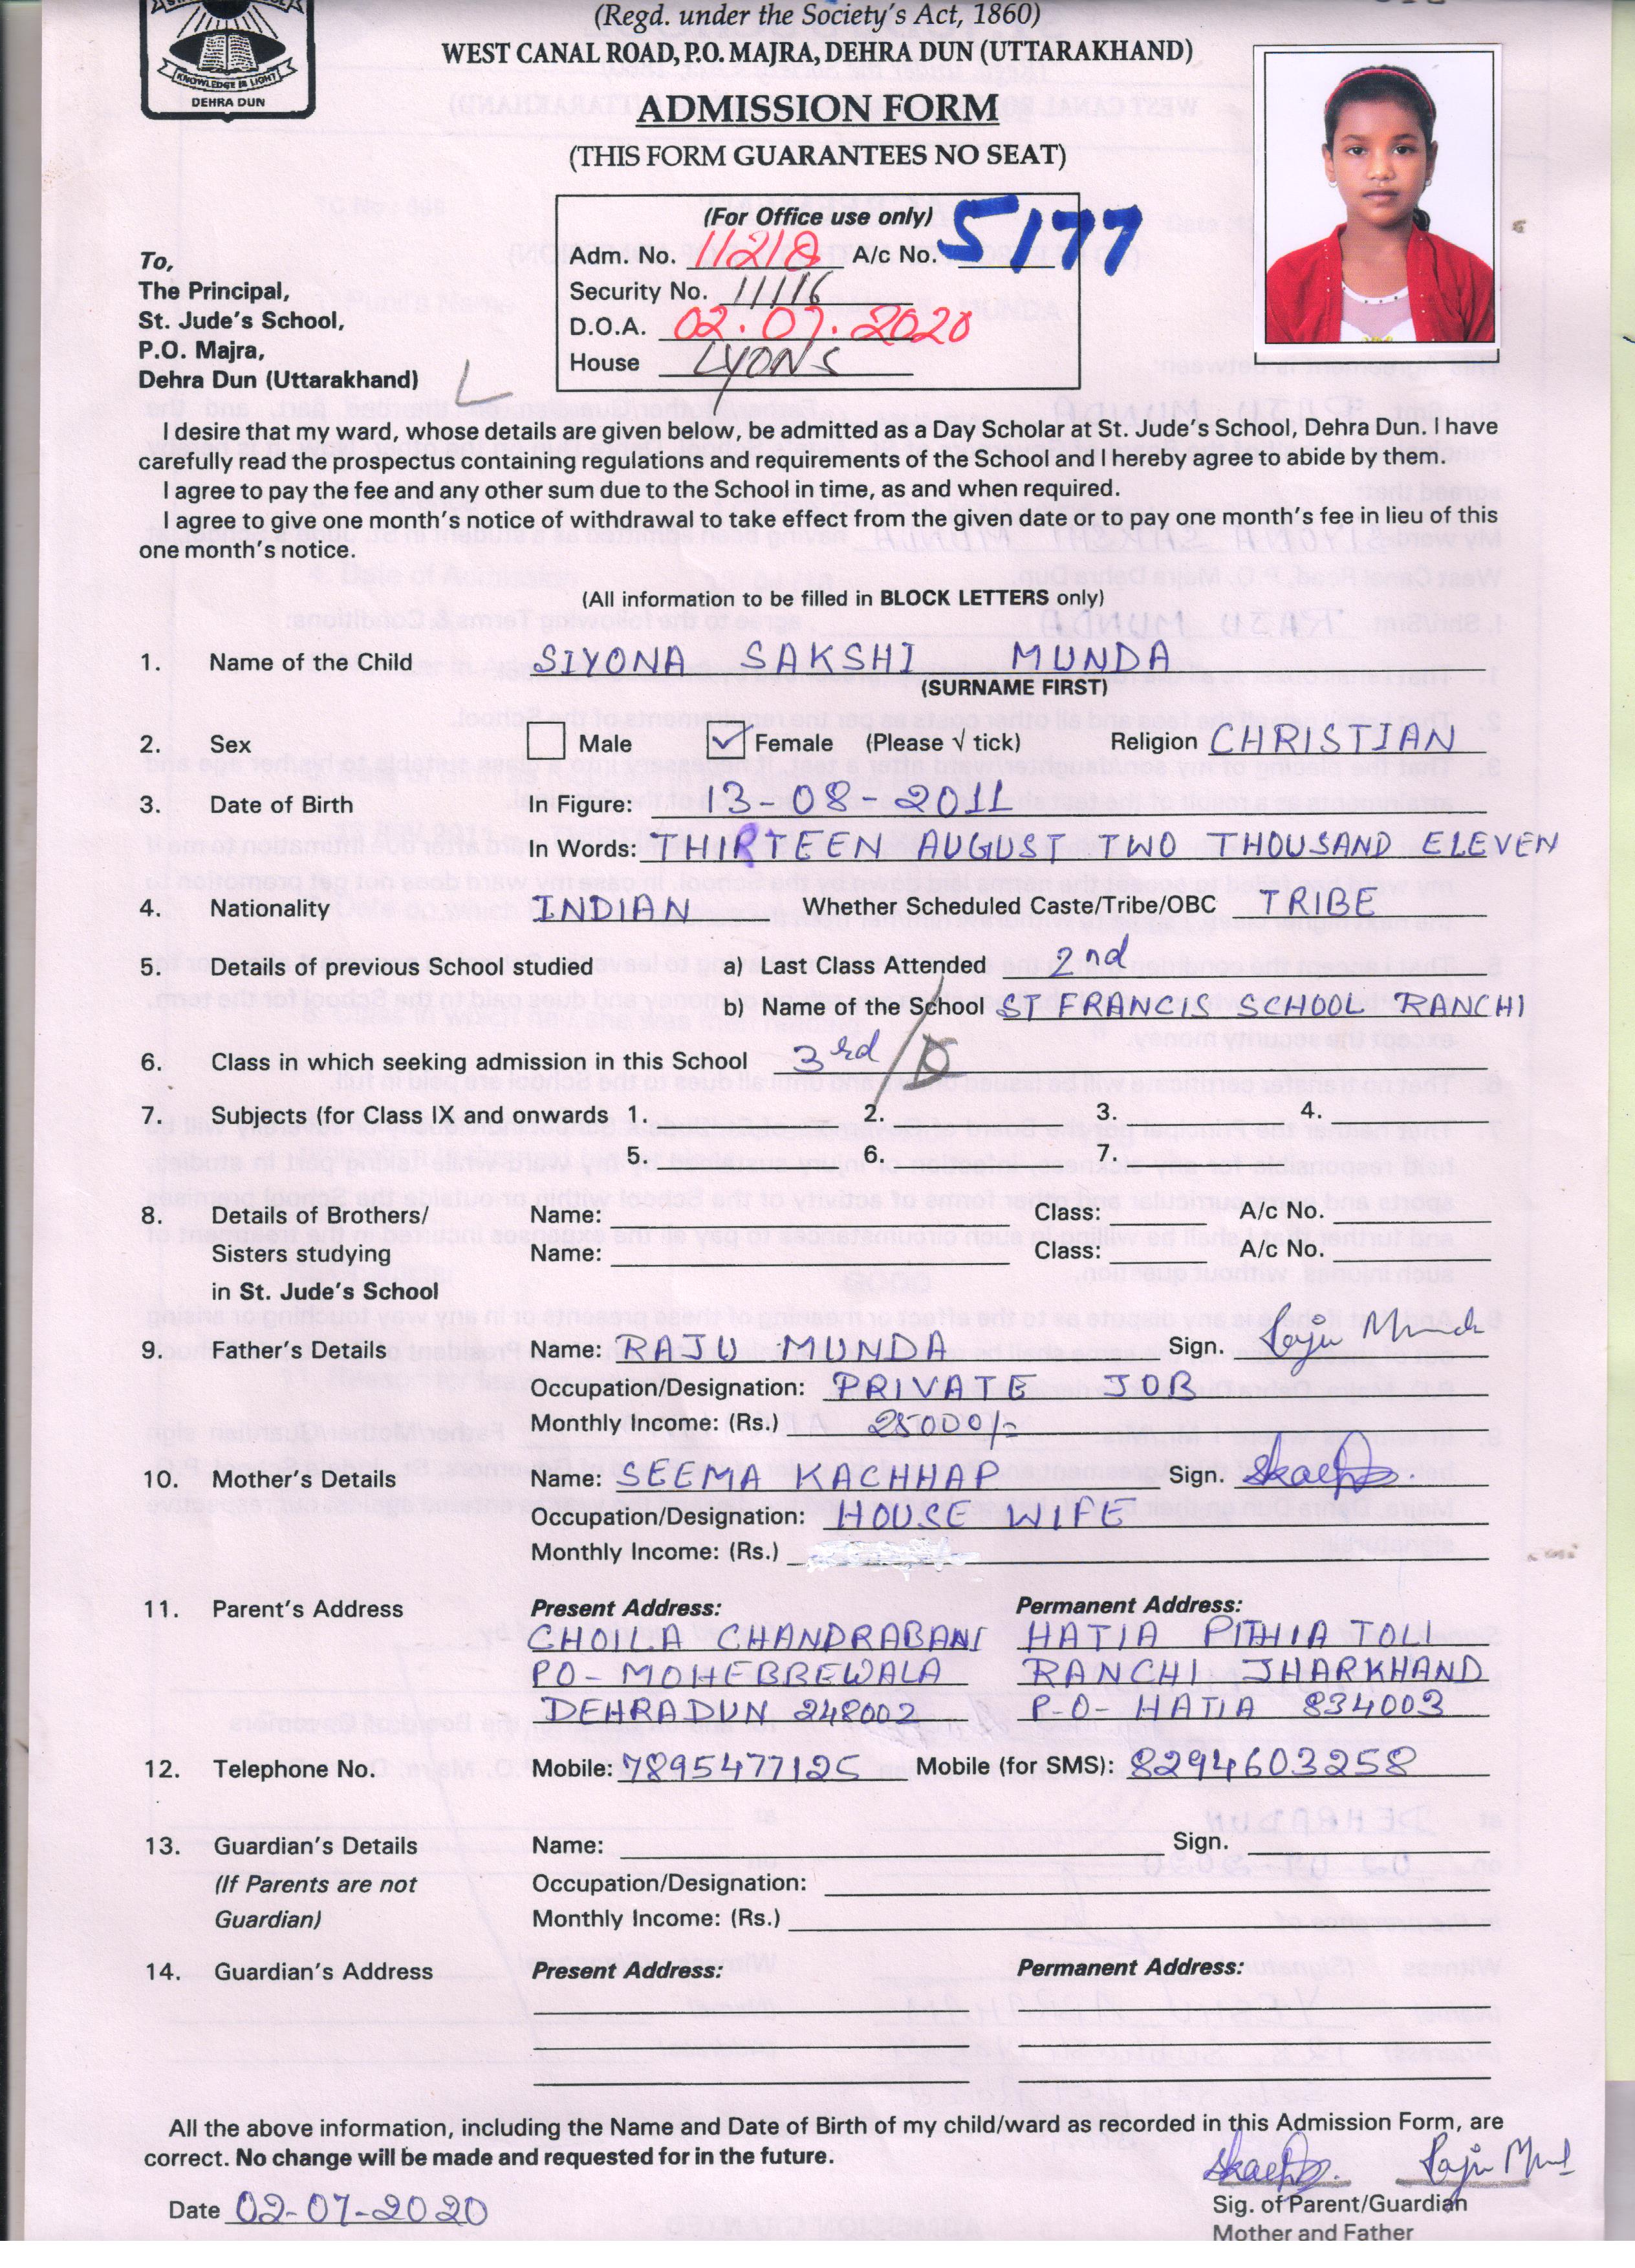 KNOWLEDGE IS LIGHT
DEHRA DUN
(Regd. under the Society's Act, 1860)
WEST CANAL ROAD, P.O. MAJRA, DEHRA DUN (UTTARAKHAND)
ADMISSION FORM
(THIS FORM GUARANTEES NO SEAT)
(For Office use only)
Adm. No. 11218 A/c No. 5177
Security No. 11116
D.O.A. 02.07.2020
House LYONS
To,
The Principal,
St. Jude's School,
P.O. Majra,
Dehra Dun (Uttarakhand)
I desire that my ward, whose details are given below, be admitted as a Day Scholar at St. Jude's School, Dehra Dun. I have
carefully read the prospectus containing regulations and requirements of the School and I hereby agree to abide by them.
I agree to pay the fee and any other sum due to the School in time, as and when required.
I agree to give one month's notice of withdrawal to take effect from the given date or to pay one month's fee in lieu of this
one month's notice.
(All information to be filled in BLOCK LETTERS only)
1. Name of the Child SIYONA SAKSHI MUNDA
(SURNAME FIRST)
2. Sex Male Female (Please √ tick) Religion CHRISTIAN
3. Date of Birth In Figure: 13-08-2011
In Words: THIRTEEN AUGUST TWO THOUSAND ELEVEN
4. Nationality INDIAN Whether Scheduled Caste/Tribe/OBC TRIBE
5. Details of previous School studied a) Last Class Attended 2nd
b) Name of the School ST FRANCIS SCHOOL RANCHI
6. Class in which seeking admission in this School 3rd / D
7. Subjects (for Class IX and onwards 1. 2. 3. 4.
5. 6. 7.
8. Details of Brothers/ Name: Class: A/c No.
Sisters studying Name: Class: A/c No.
in St. Jude's School
9. Father's Details Name: RAJU MUNDA Sign. Raju Munda
Occupation/Designation: PRIVATE JOB
Monthly Income: (Rs.) 25000/=
10. Mother's Details Name: SEEMA KACHHAP Sign.
Occupation/Designation: HOUSE WIFE
Monthly Income: (Rs.)
11. Parent's Address Present Address: Permanent Address:
CHOILA CHANDRABANI HATIA PITHIA TOLI
PO- MOHEBBEWALA RANCHI JHARKHAND
DEHRADUN 248002 P-O- HATIA 834003
12. Telephone No. Mobile: 7895477125 Mobile (for SMS): 8294603258
13. Guardian's Details Name: Sign.
(If Parents are not Occupation/Designation:
Guardian) Monthly Income: (Rs.)
14. Guardian's Address Present Address: Permanent Address:
All the above information, including the Name and Date of Birth of my child/ward as recorded in this Admission Form, are
correct. No change will be made and requested for in the future.
Date 02-07-2020
Sig. of Parent/Guardian
Mother and Father